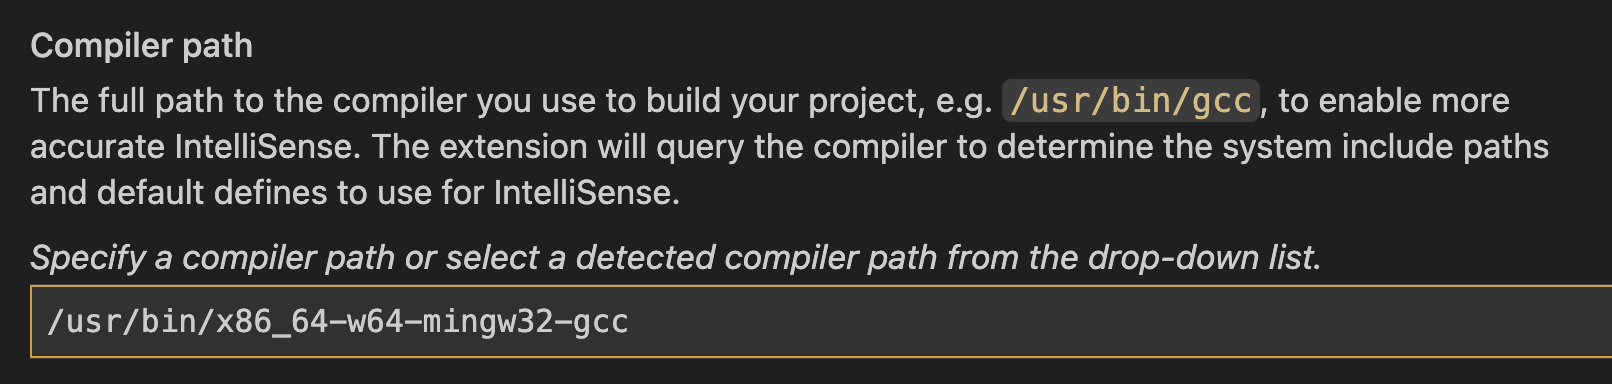 Compiler path
The full path to the compiler you use to build your project, e.g. /usr/bin/gcc, to enable more
accurate IntelliSense. The extension will query the compiler to determine the system include paths
and default defines to use for IntelliSense.
Specify a compiler path or select a detected compiler path from the drop-down list.
/usr/bin/x86_64-w64-mingw32-gcc